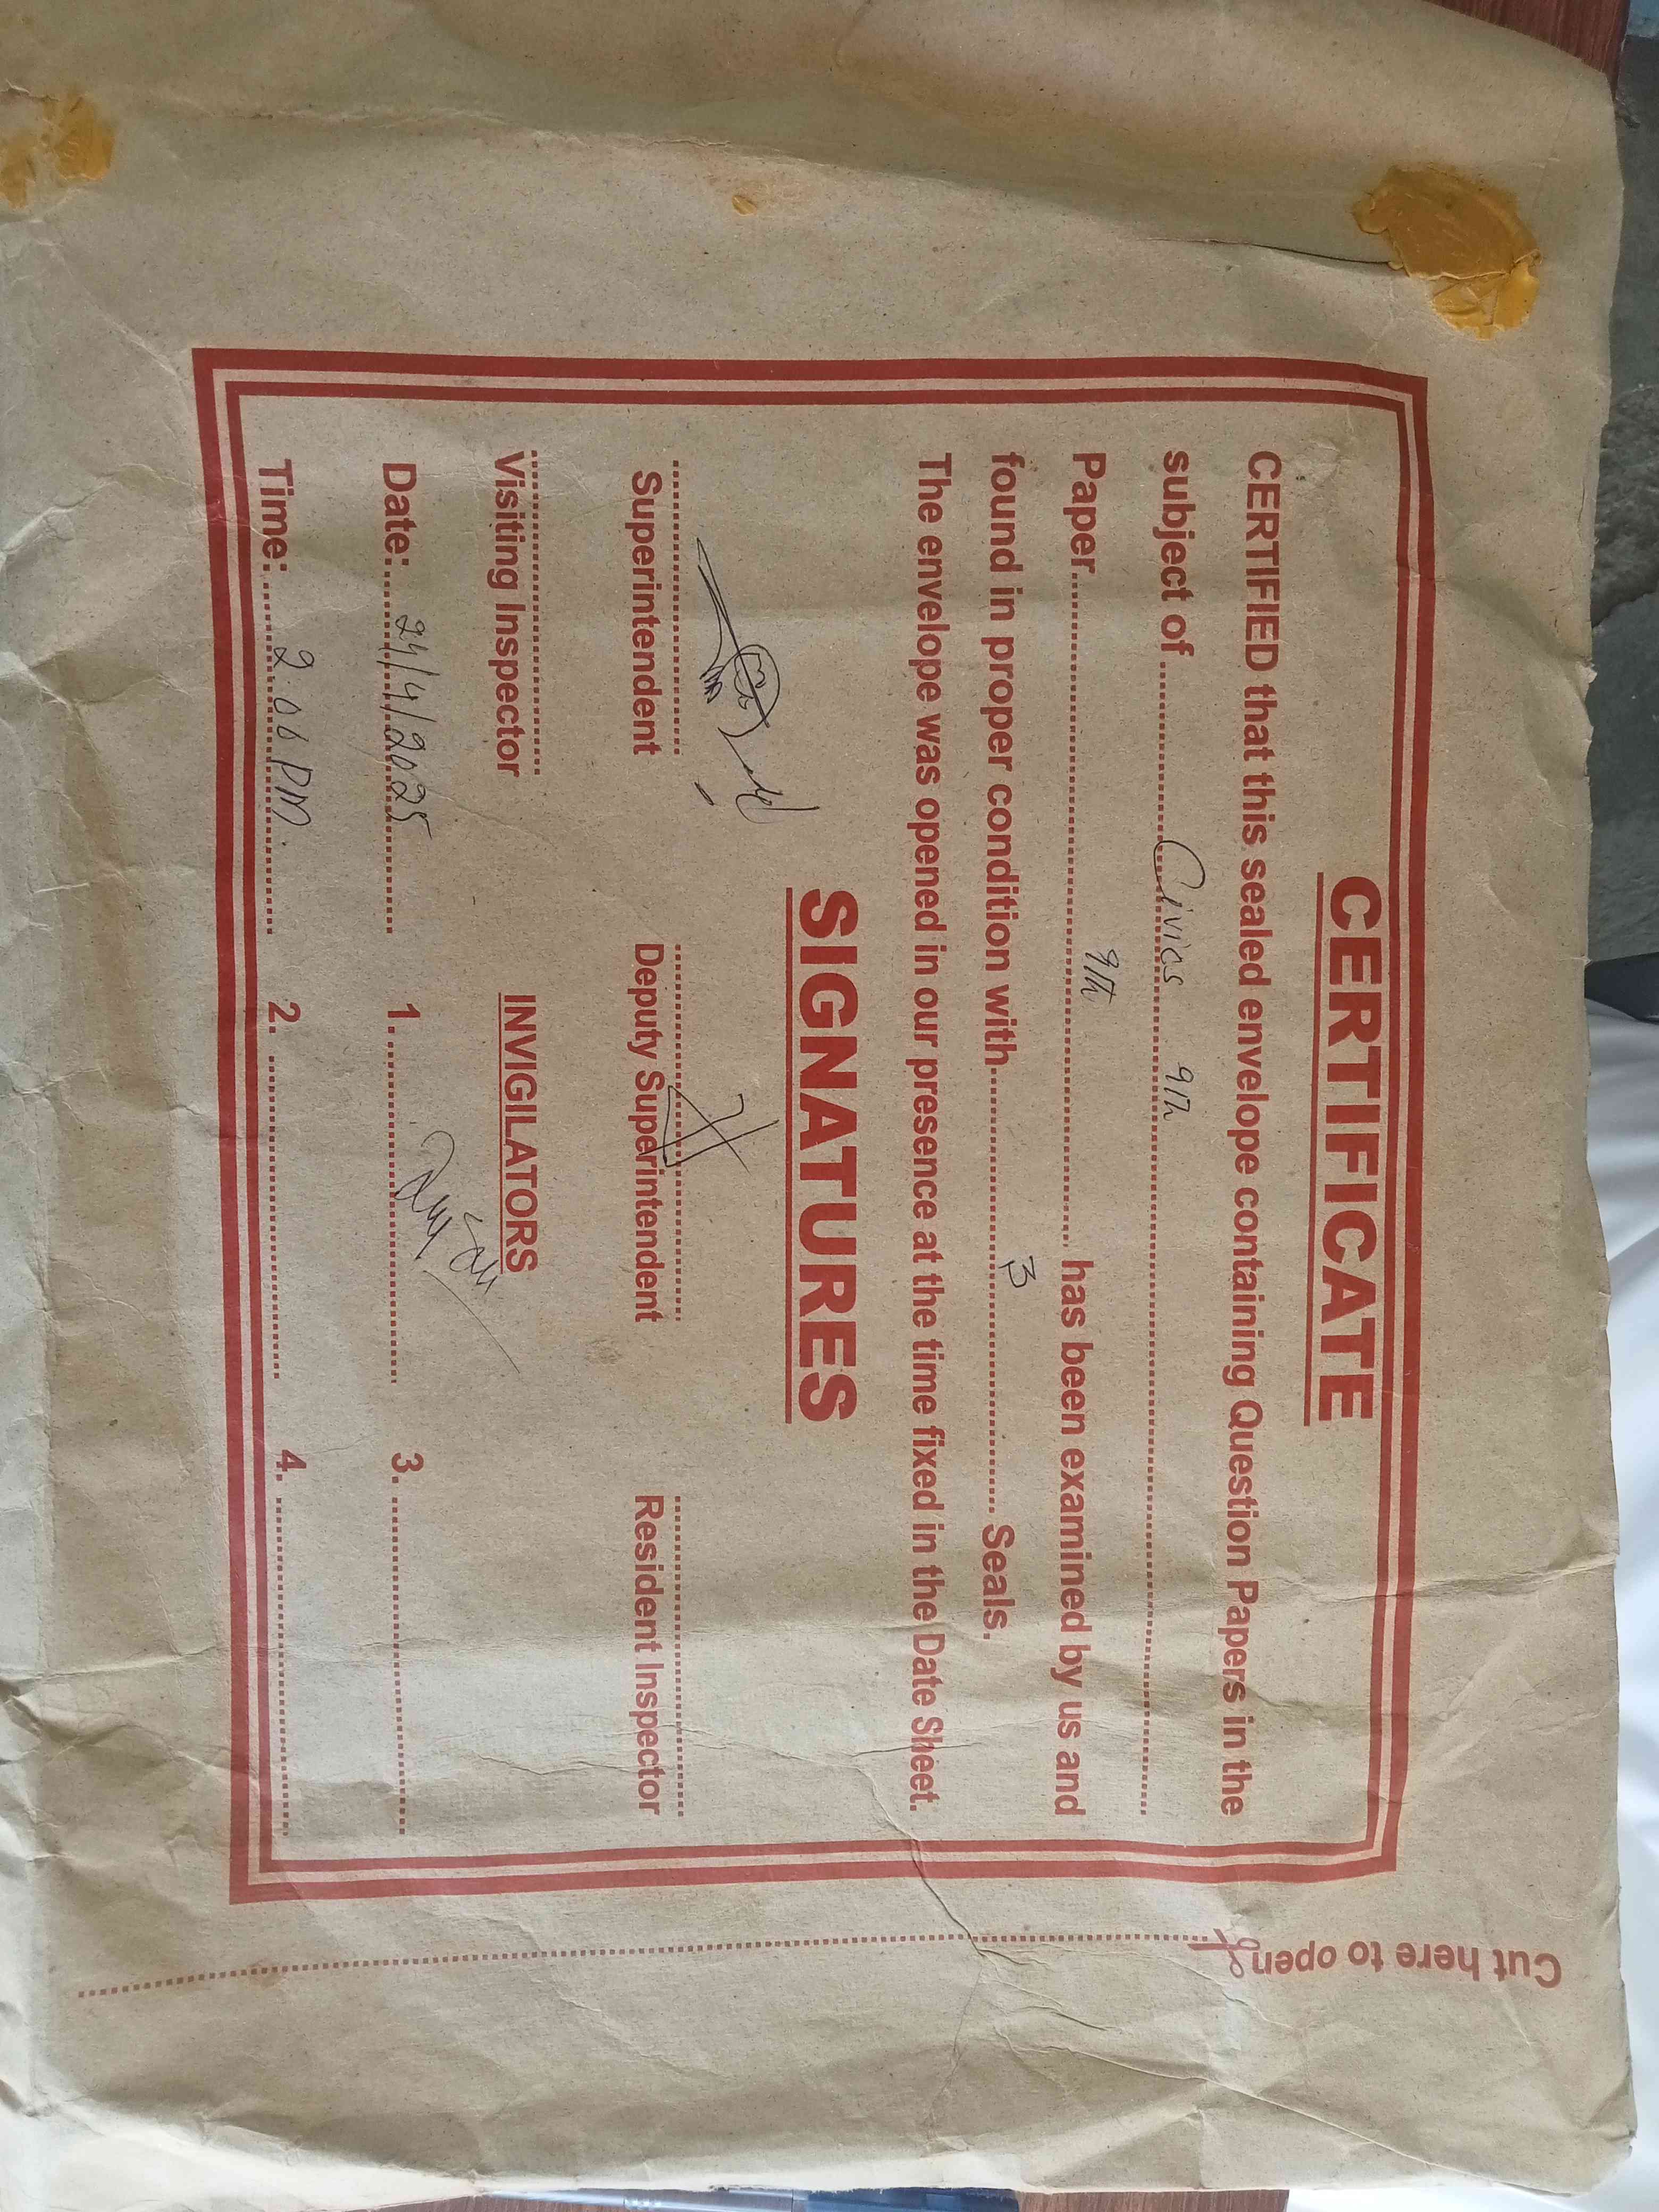 Cut here to open
CERTIFICATE
CERTIFIED that this sealed envelope containing Question Papers in the
subject of ........ Civics 9th ........
Paper........ 9th ........ has been examined by us and
found in proper condition with........ 3 ........ Seals.
The envelope was opened in our presence at the time fixed in the Date Sheet.
SIGNATURES
Superintendent Deputy Superintendent Resident Inspector
Visiting Inspector INVIGILATORS
Date:........ 24/4/2025 ........ 1. ........ 3. ........
Time:........ 2.00 PM. ........ 2. ........ 4. ........